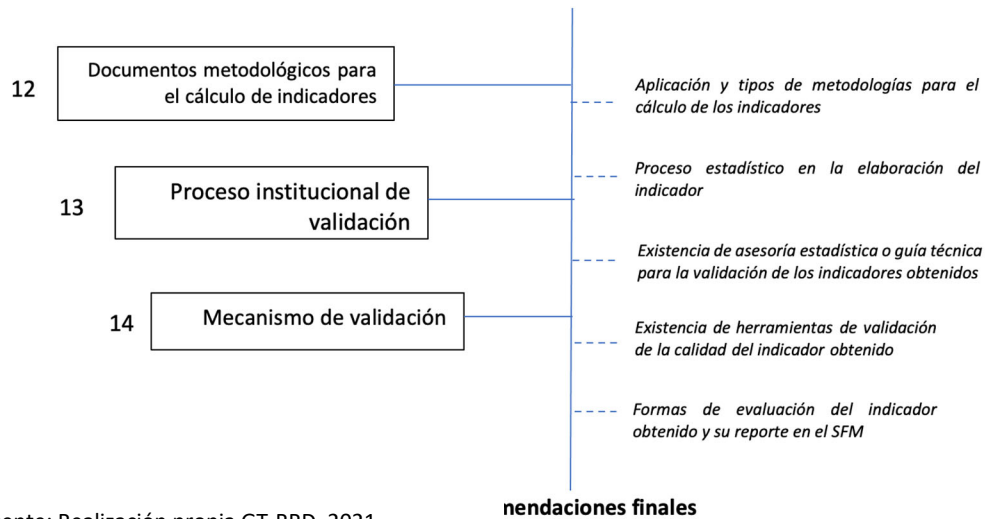 12
Documentos metodológicos para
el cálculo de indicadores
Aplicación y tipos de metodologías para el
cálculo de los indicadores
Proceso estadístico en la elaboración del
indicador
13
Proceso institucional de
validación
Existencia de asesoría estadística o guía técnica
para la validación de los indicadores obtenidos
14
Mecanismo de validación
Existencia de herramientas de validación
de la calidad del indicador obtenido
Formas de evaluación del indicador
obtenido y su reporte en el SFM
nendaciones finales